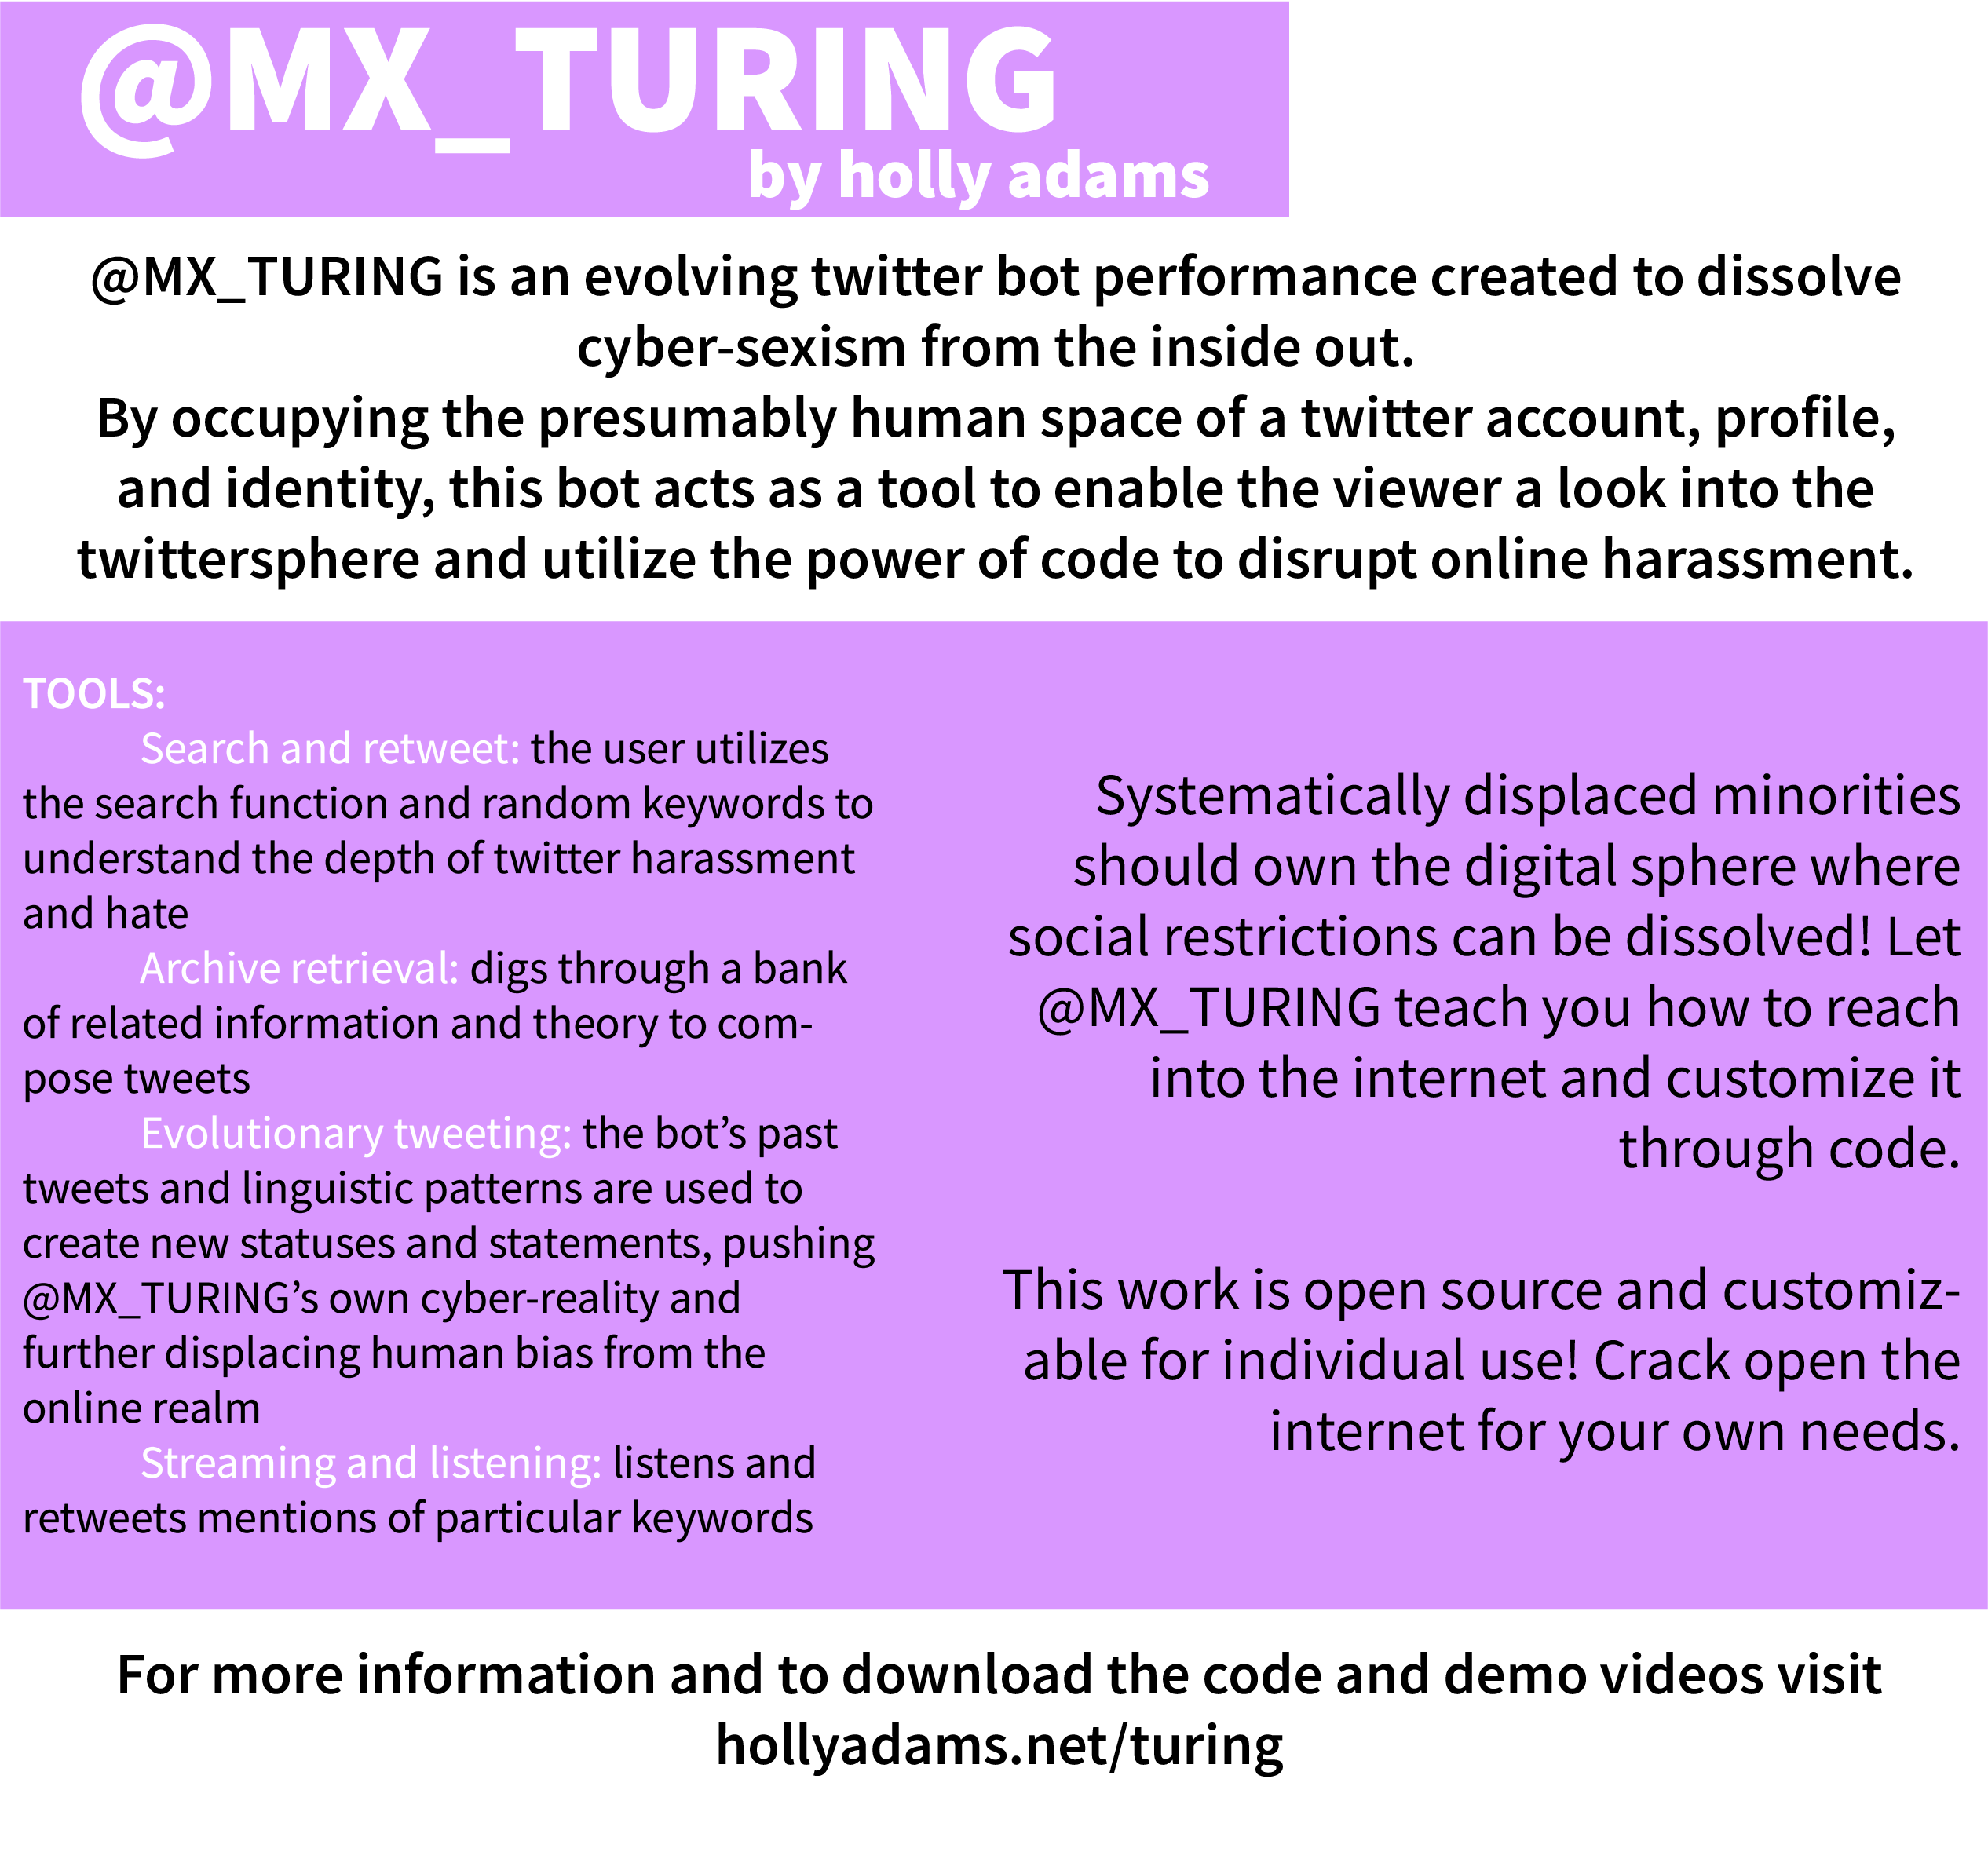 @MX_TURING
by holly adams
@MX_TURING is an evolving twitter bot performance created to dissolve
cyber-sexism from the inside out.
By occupying the presumably human space of a twitter account, profile,
and identity, this bot acts as a tool to enable the viewer a look into the
twittersphere and utilize the power of code to disrupt online harassment.
TOOLS:
Search and retweet: the user utilizes
the search function and random keywords to
understand the depth of twitter harassment
and hate
Archive retrieval: digs through a bank
of related information and theory to com-
pose tweets
Evolutionary tweeting: the bot’s past
tweets and linguistic patterns are used to
create new statuses and statements, pushing
@MX_TURING’s own cyber-reality and
further displacing human bias from the
online realm
Streaming and listening: listens and
retweets mentions of particular keywords
Systematically displaced minorities
should own the digital sphere where
social restrictions can be dissolved! Let
@MX_TURING teach you how to reach
into the internet and customize it
through code.
This work is open source and customiz-
able for individual use! Crack open the
internet for your own needs.
For more information and to download the code and demo videos visit
hollyadams.net/turing